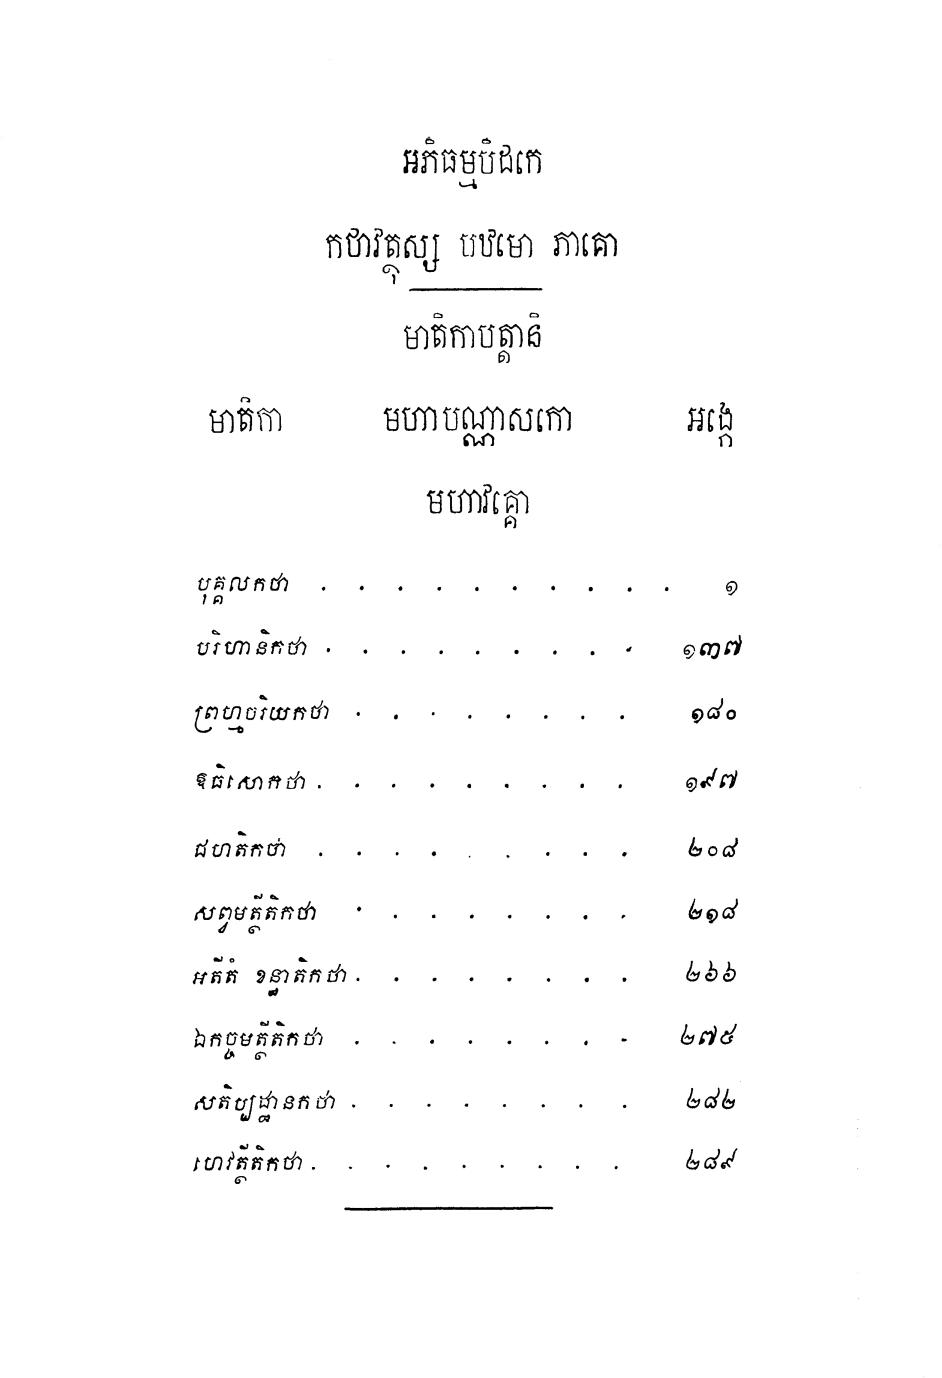 អភិធម្មបិដកេ
កថាវត្ថុស្ស បឋមោ ភាគោ
មាតិកាបត្តានិ
មាតិកា មហាបណ្ណាសកោ អង្កេ
មហាវគ្គោ
បុគ្គលកថា . . . . . . . . . . ១
បរិហានិកថា . . . . . . . . . ១៣៧
ព្រហ្មចរិយកថា . . . . . . . . ១៨០
ឱធិសោកថា . . . . . . . . . ១៩៧
ជហតិកថា . . . . . . . . . ២០៨
សព្វមត្ថីតិកថា . . . . . . . . ២១៨
អតីតំ ខន្ធាតិកថា . . . . . . . . ២៦៦
ឯកច្ចមត្ថីតិកថា . . . . . . . . ២៧៥
សតិប្បដ្ឋានកថា . . . . . . . . ២៨២
ហេវត្ថីតិកថា . . . . . . . . . ២៨៩